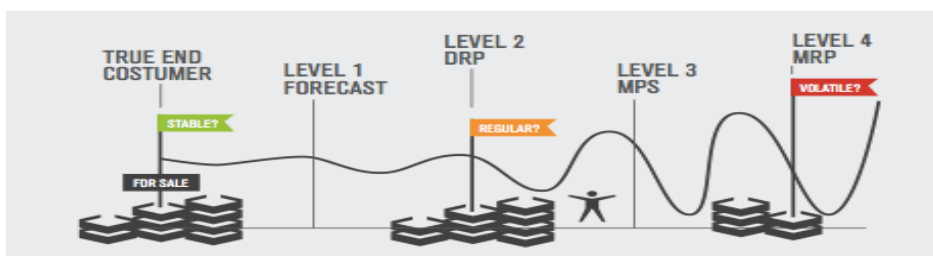 TRUE END
COSTUMER
LEVEL 1
FORECAST
LEVEL 2
DRP
LEVEL 3
MPS
LEVEL 4
MRP
STABLE?
REGULAR?
VOLATILE?
FOR SALE